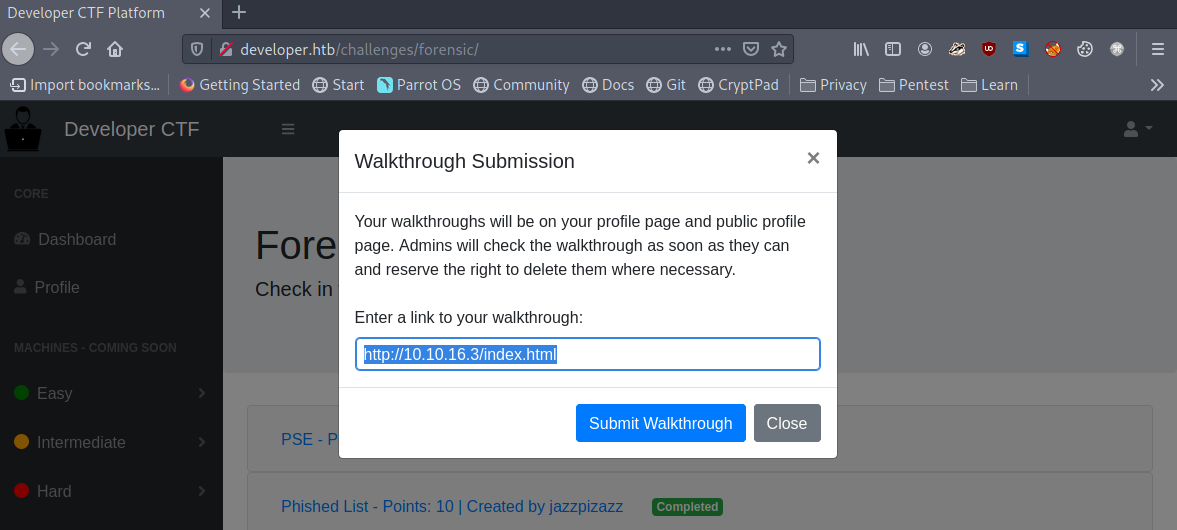 Developer CTF Platform
developer.htb/challenges/forensic/
Import bookmarks... Getting Started Start Parrot OS Community Docs Git CryptPad Privacy Pentest Learn
Developer CTF
CORE
Dashboard
Profile
MACHINES - COMING SOON
Easy
Intermediate
Hard
Fore
Check in
Walkthrough Submission
Your walkthroughs will be on your profile page and public profile
page. Admins will check the walkthrough as soon as they can
and reserve the right to delete them where necessary.
Enter a link to your walkthrough:
http://10.10.16.3/index.html
Submit Walkthrough Close
PSE - P
Phished List - Points: 10 | Created by jazzpizazz Completed